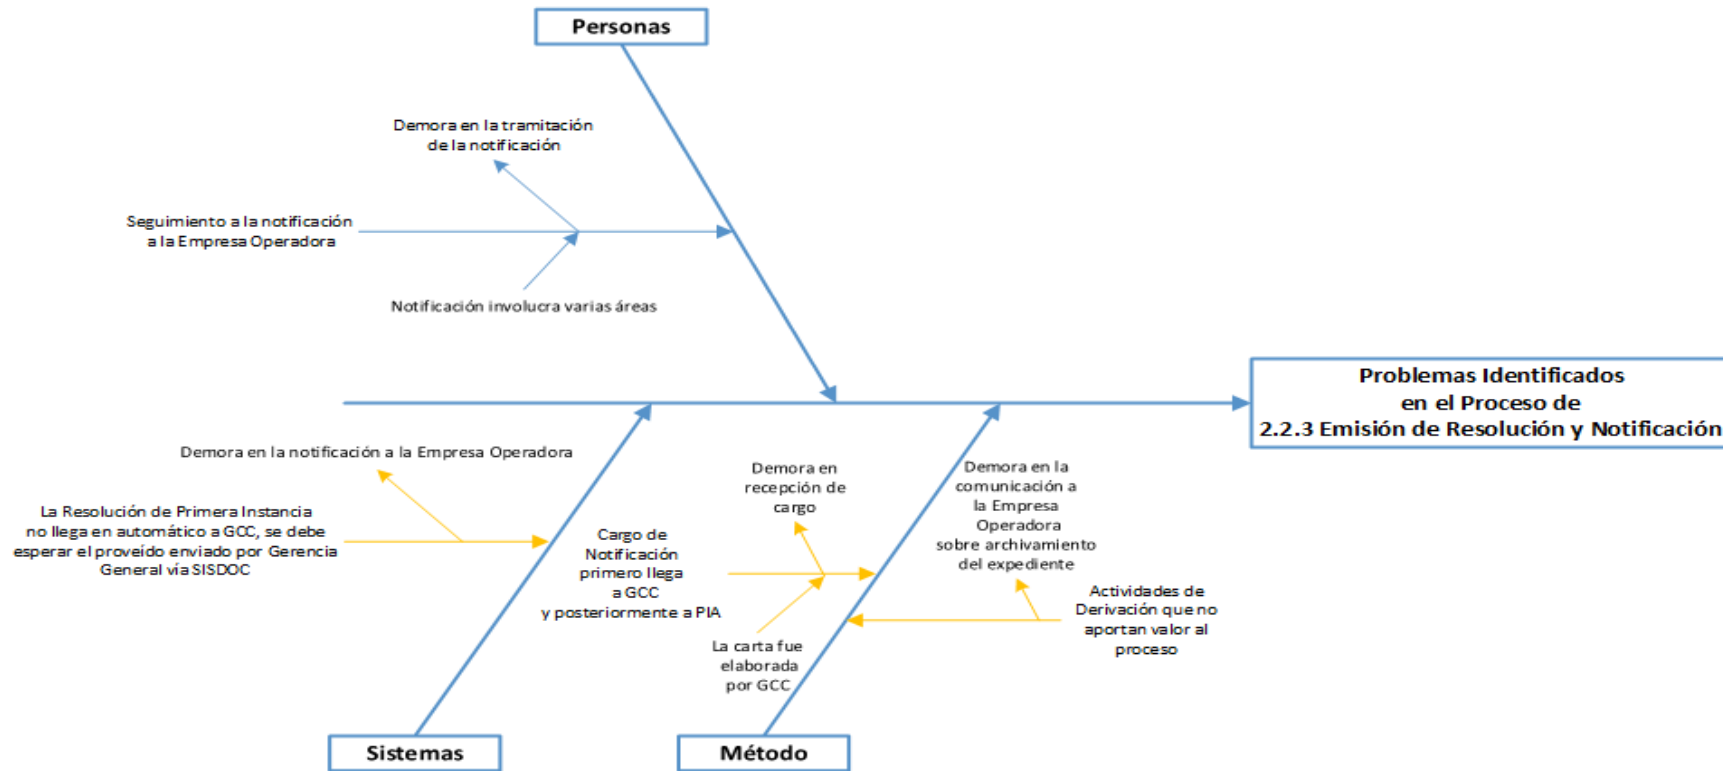 Personas
Demora en la tramitación
de la notificación
Seguimiento a la notificación
a la Empresa Operadora
Notificación involucra varias áreas
Problemas Identificados
en el Proceso de
2.2.3 Emisión de Resolución y Notificación
Demora en la notificación a la Empresa Operadora
La Resolución de Primera Instancia
no llega en automático a GCC, se debe
esperar el proveído enviado por Gerencia
General vía SISDOC
Cargo de
Notificación
primero llega
a GCC
y posteriormente a PIA
Demora en
recepción de
cargo
La carta fue
elaborada
por GCC
Demora en la
comunicación a
la Empresa
Operadora
sobre archivamiento
del expediente
Actividades de
Derivación que no
aportan valor al
proceso
Sistemas
Método